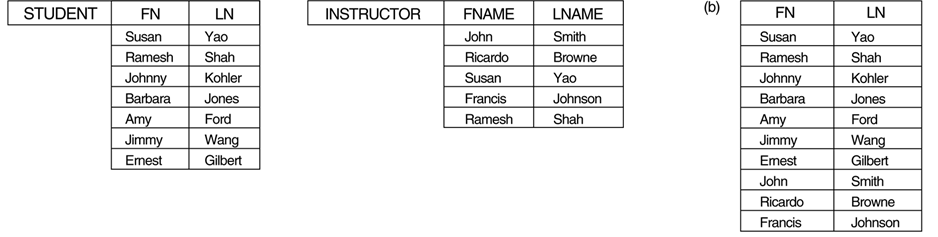 STUDENT FN LN
Susan Yao
Ramesh Shah
Johnny Kohler
Barbara Jones
Amy Ford
Jimmy Wang
Ernest Gilbert
INSTRUCTOR FNAME LNAME
John Smith
Ricardo Browne
Susan Yao
Francis Johnson
Ramesh Shah
(b) FN LN
Susan Yao
Ramesh Shah
Johnny Kohler
Barbara Jones
Amy Ford
Jimmy Wang
Ernest Gilbert
John Smith
Ricardo Browne
Francis Johnson